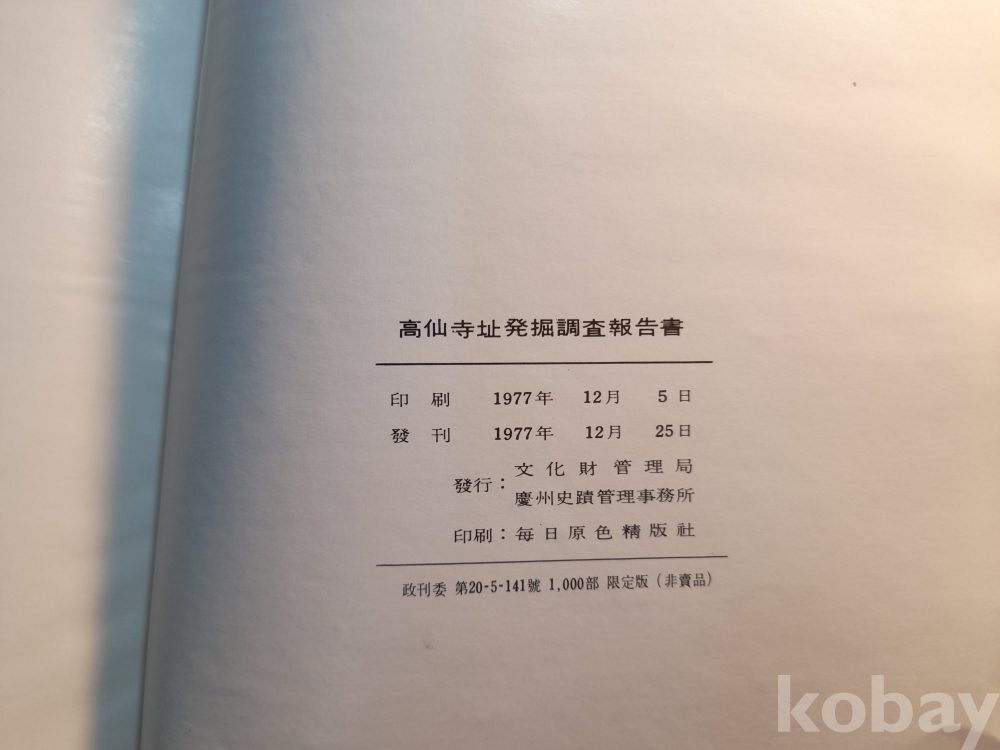 高仙寺址発掘調査報告書
印刷 1977年 12月 5日
發刊 1977年 12月 25日
發行: 文化財管理局
慶州史蹟管理事務所
印刷: 每日原色精版社
政刊委 第20-5-141號 1,000部 限定版 (非賣品)
kobay